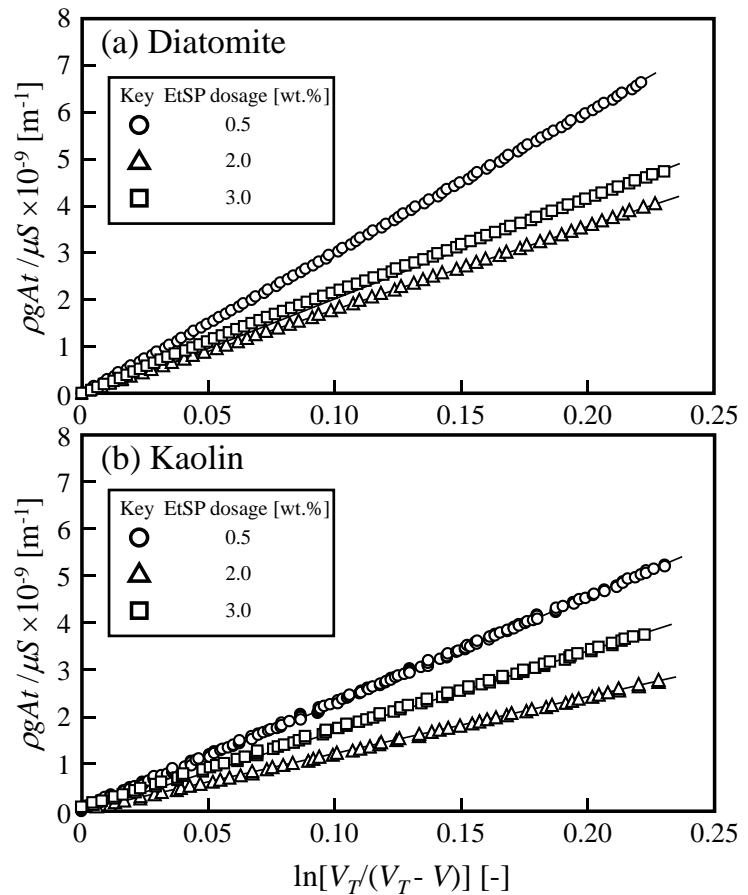 (a) Diatomite
Key EtSP dosage [wt.%]
0.5
2.0
3.0
8
7
6
5
4
3
2
1
0
ρgAt /μS ×10⁻⁹ [m⁻¹]
0 0.05 0.10 0.15 0.20 0.25
(b) Kaolin
Key EtSP dosage [wt.%]
0.5
2.0
3.0
8
7
6
5
4
3
2
1
0
ρgAt /μS ×10⁻⁹ [m⁻¹]
0 0.05 0.10 0.15 0.20 0.25
ln[V_T/(V_T - V)] [-]